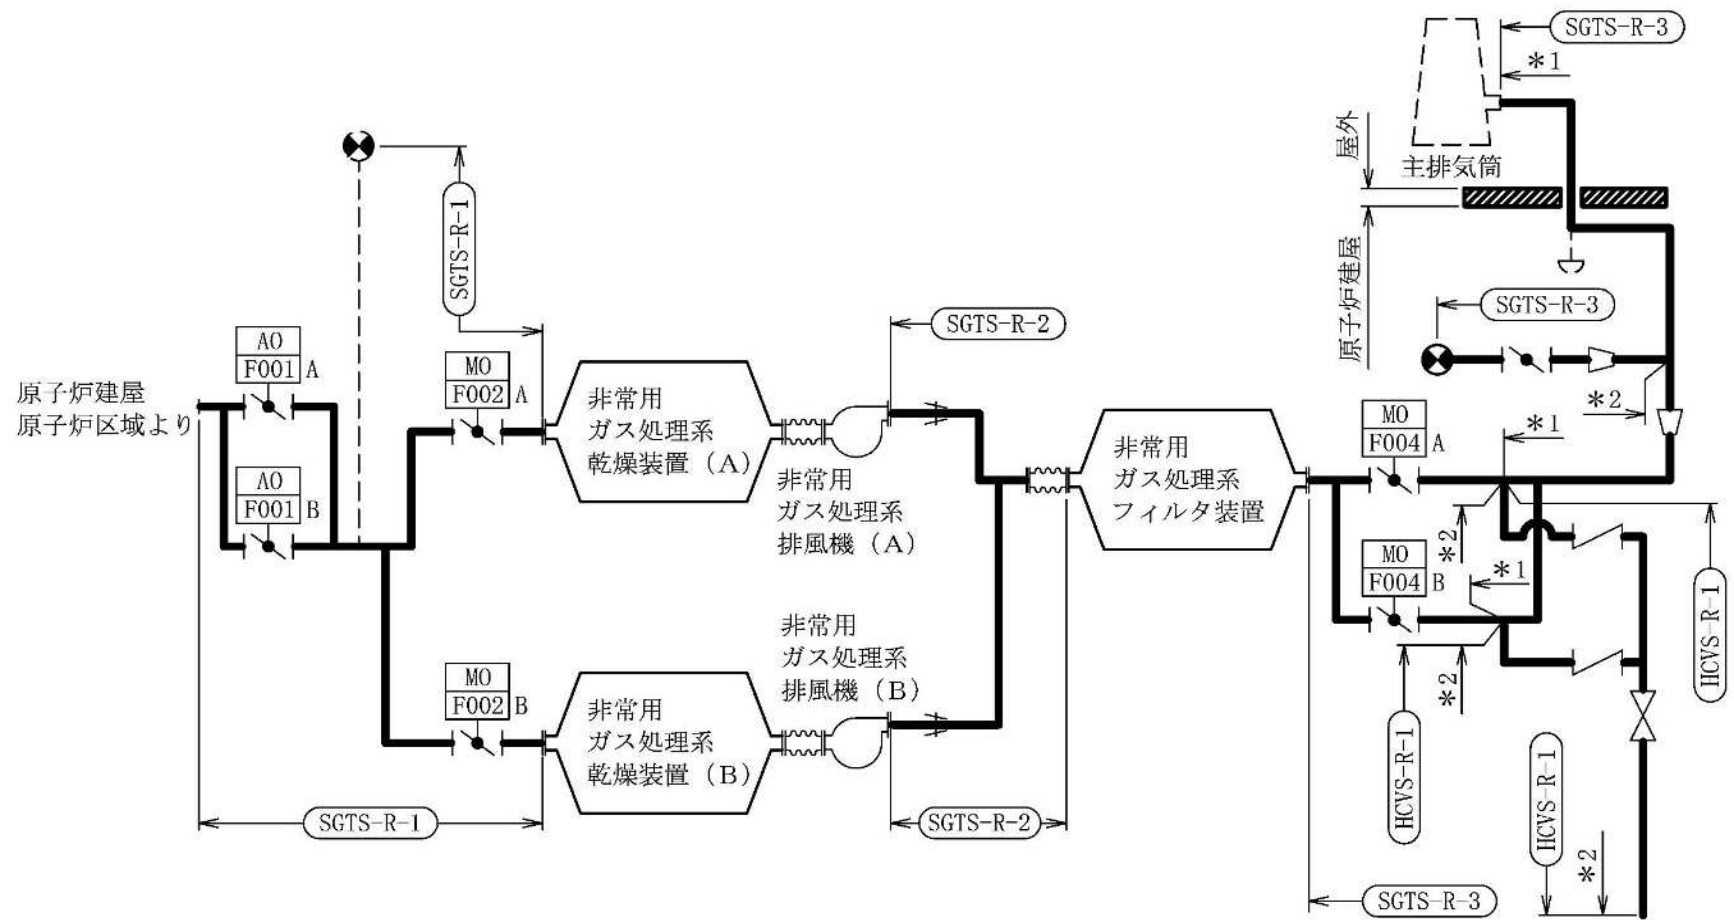 SGTS-R-3
*1
屋外
主排気筒
原子炉建屋
SGTS-R-3
*2
SGTS-R-1
SGTS-R-2
AO
F001 A
AO
F001 B
原子炉建屋
原子炉区域より
MO
F002 A
非常用
ガス処理系
乾燥装置（A）
非常用
ガス処理系
排風機（A）
非常用
ガス処理系
フィルタ装置
MO
F004 A
*1
*2
MO
F004 B
*1
*2
HCVS-R-1
MO
F002 B
非常用
ガス処理系
乾燥装置（B）
非常用
ガス処理系
排風機（B）
HCVS-R-1
HCVS-R-1
*2
SGTS-R-1
SGTS-R-2
SGTS-R-3